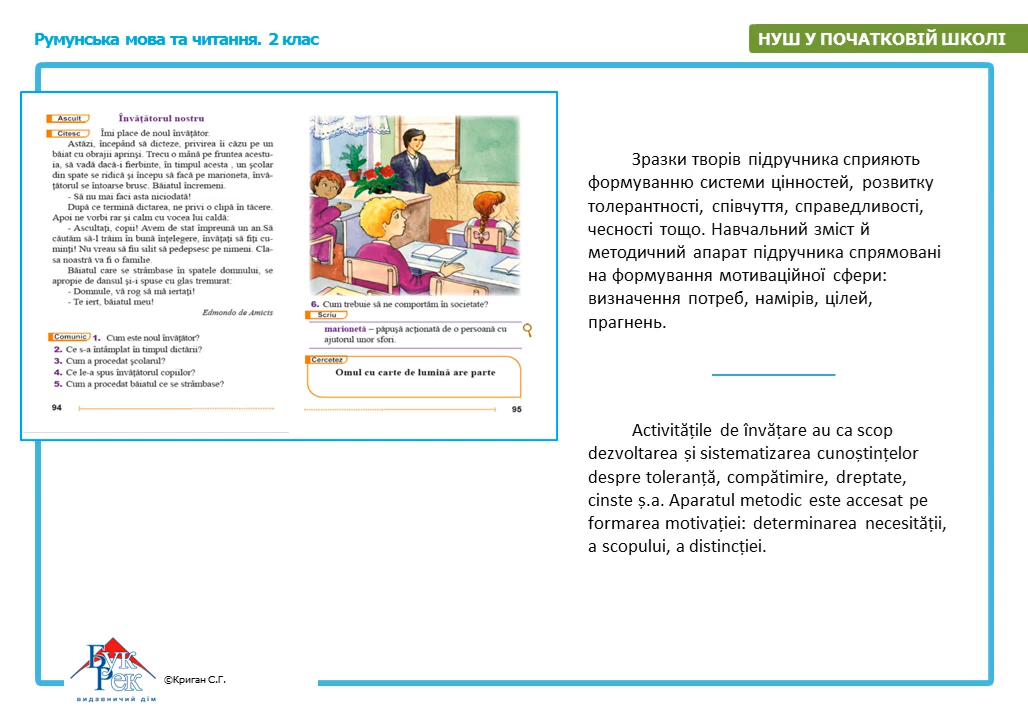 Румунська мова та читання. 2 клас
НУШ У ПОЧАТКОВІЙ ШКОЛІ
Ascult
Învățătorul nostru
Citesc
Îmi place de noul învățător.
Astăzi, începând să dicteze, privirea îi căzu pe un
băiat cu obrajii aprinși. Trecu o mână pe fruntea acestu-
ia, să vadă dacă-i fierbinte, în timpul acesta , un școlar
din spate se ridică și începu să facă pe marioneta, învă-
țătorul se întoarse brusc. Băiatul încremeni.
- Să nu mai faci asta niciodată!
După ce termină dictarea, ne privi o clipă în tăcere.
Apoi ne vorbi rar și calm cu vocea lui caldă:
- Ascultați, copii! Avem de stat împreună un an.Să
căutăm să-l trăim în bună înțelegere, învățați să fiți cu-
minți! Nu vreau să fiu silit să pedepsesc pe nimeni. Cla-
sa noastră va fi o familie.
Băiatul care se strâmbase în spatele domnului, se
apropie de dansul și-i spuse cu glas tremurat:
- Domnule, vă rog să mă iertați!
- Te iert, băiatul meu!
Edmondo de Amicis
Comunic 1. Cum este noul învățător?
2. Ce s-a întâmplat în timpul dictării?
3. Cum a procedat școlarul?
4. Ce le-a spus învățătorul copiilor?
5. Cum a procedat băiatul ce se strâmbase?
94
6. Cum trebuie să ne comportăm în societate?
Scriu
marionetă – păpușă acționată de o persoană cu
ajutorul unor sfori.
Cercetez
Omul cu carte de lumină are parte
95
Зразки творів підручника сприяють
формуванню системи цінностей, розвитку
толерантності, співчуття, справедливості,
чесності тощо. Навчальний зміст й
методичний апарат підручника спрямовані
на формування мотиваційної сфери:
визначення потреб, намірів, цілей,
прагнень.
Activitățile de învățare au ca scop
dezvoltarea și sistematizarea cunoștințelor
despre toleranță, compătimire, dreptate,
cinste ș.a. Aparatul metodic este accesat pe
formarea motivației: determinarea necesității,
a scopului, a distincției.
Бук
Рек
видавничий дім
©Криган С.Г.